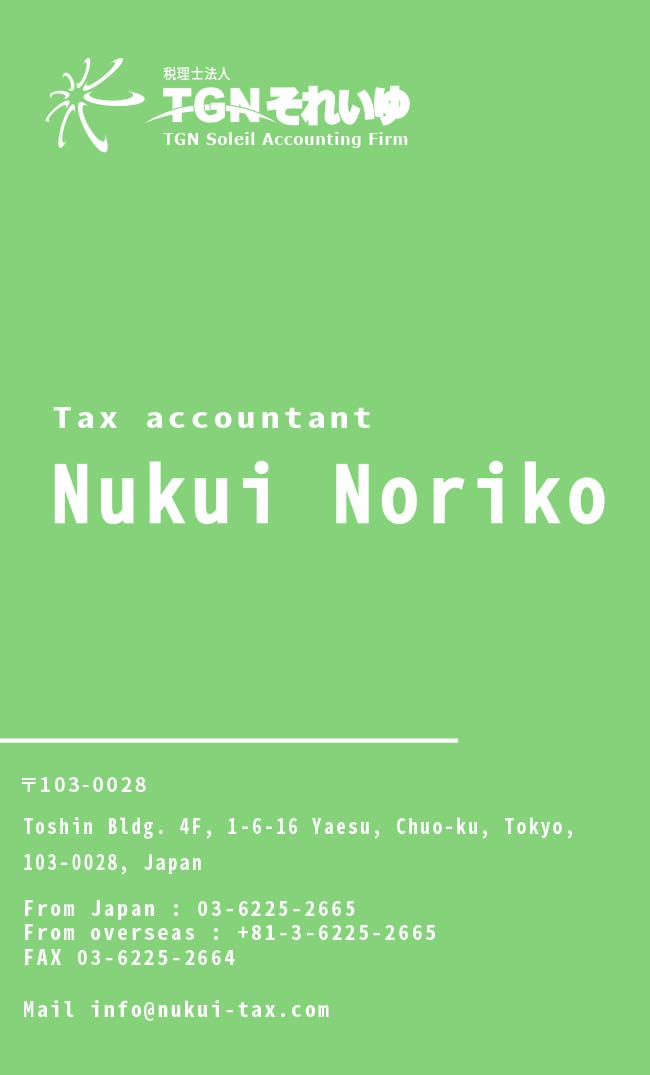 税理士法人
TGNそれいゆ
TGN Soleil Accounting Firm
Tax accountant
Nukui Noriko
〒103-0028
Toshin Bldg. 4F, 1-6-16 Yaesu, Chuo-ku, Tokyo,
103-0028, Japan
From Japan : 03-6225-2665
From overseas : +81-3-6225-2665
FAX 03-6225-2664
Mail info@nukui-tax.com